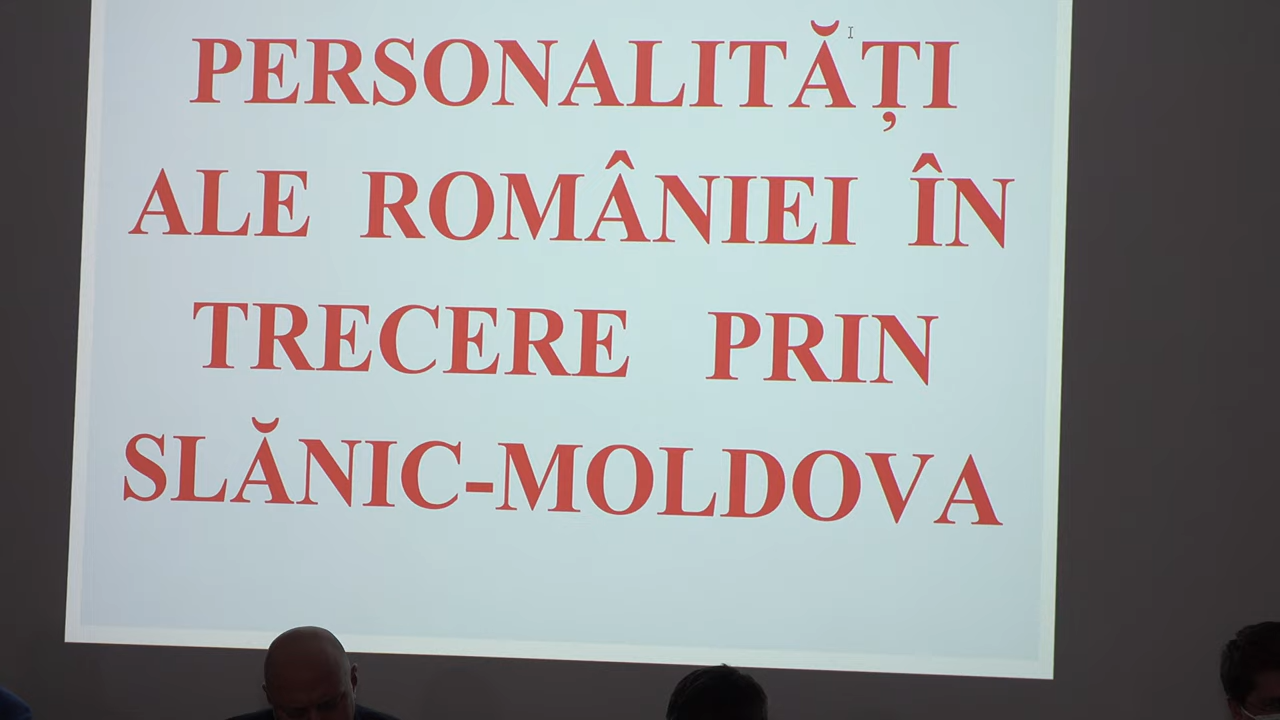 PERSONALITĂȚI
ALE ROMÂNIEI ÎN
TRECERE PRIN
SLĂNIC-MOLDOVA